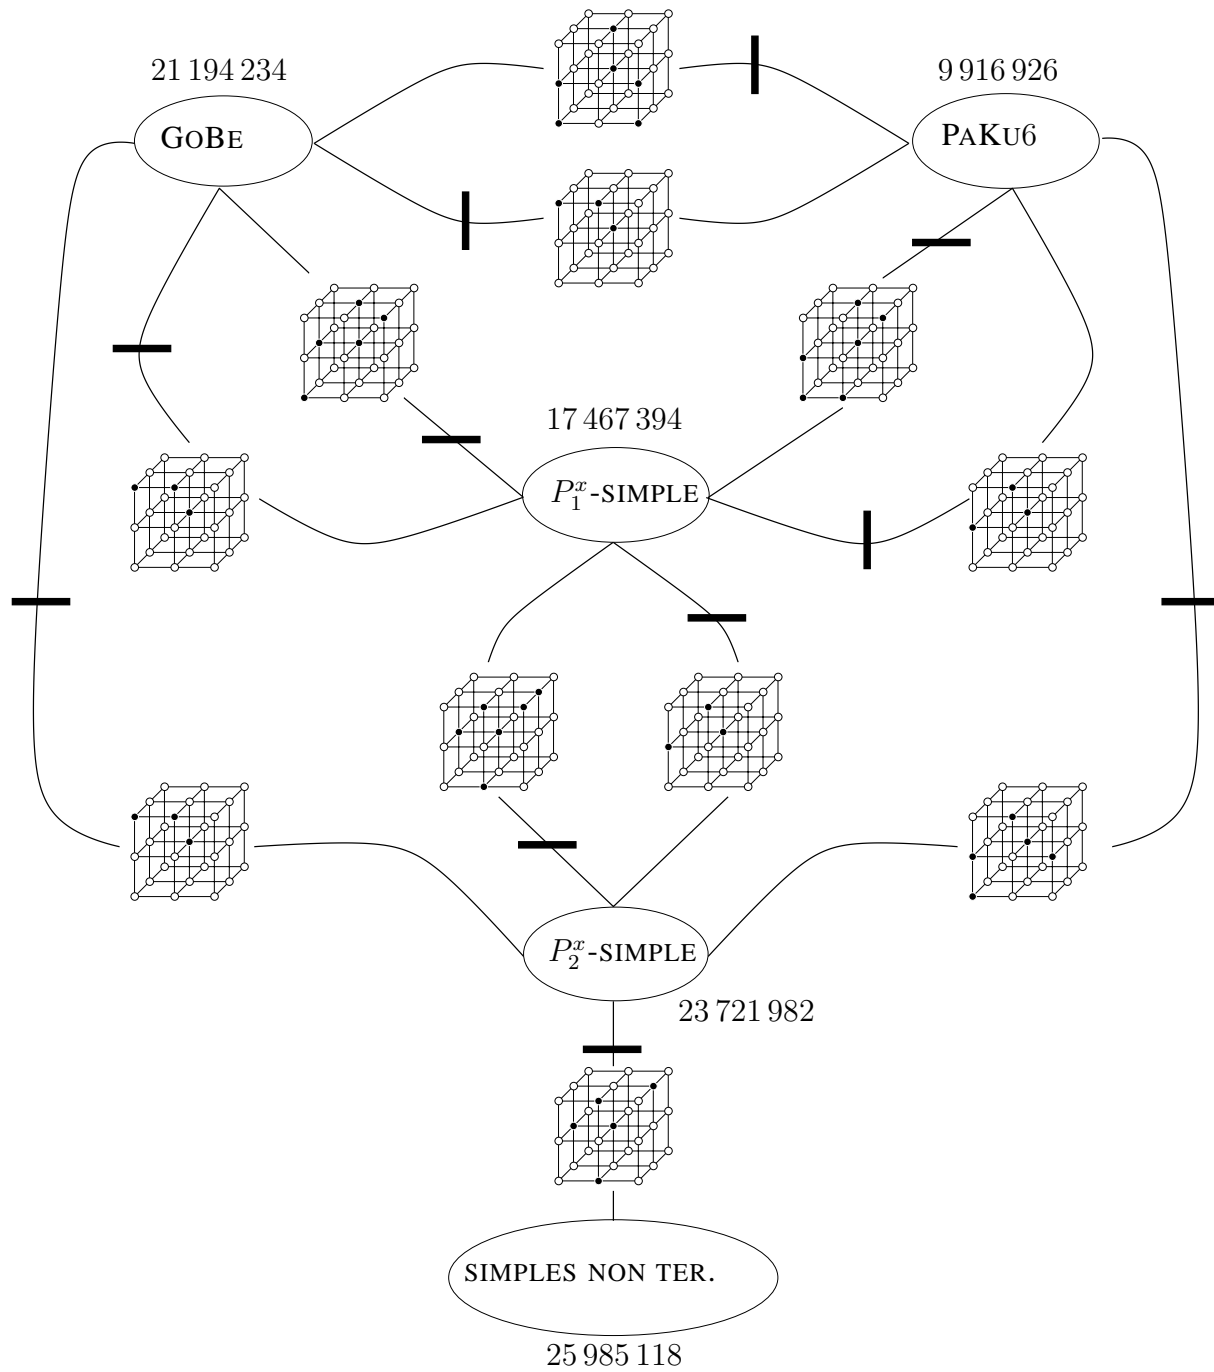 21 194 234
9 916 926
GOBE
PAKU6
17 467 394
P₁ˣ-SIMPLE
P₂ˣ-SIMPLE
23 721 982
SIMPLES NON TER.
25 985 118